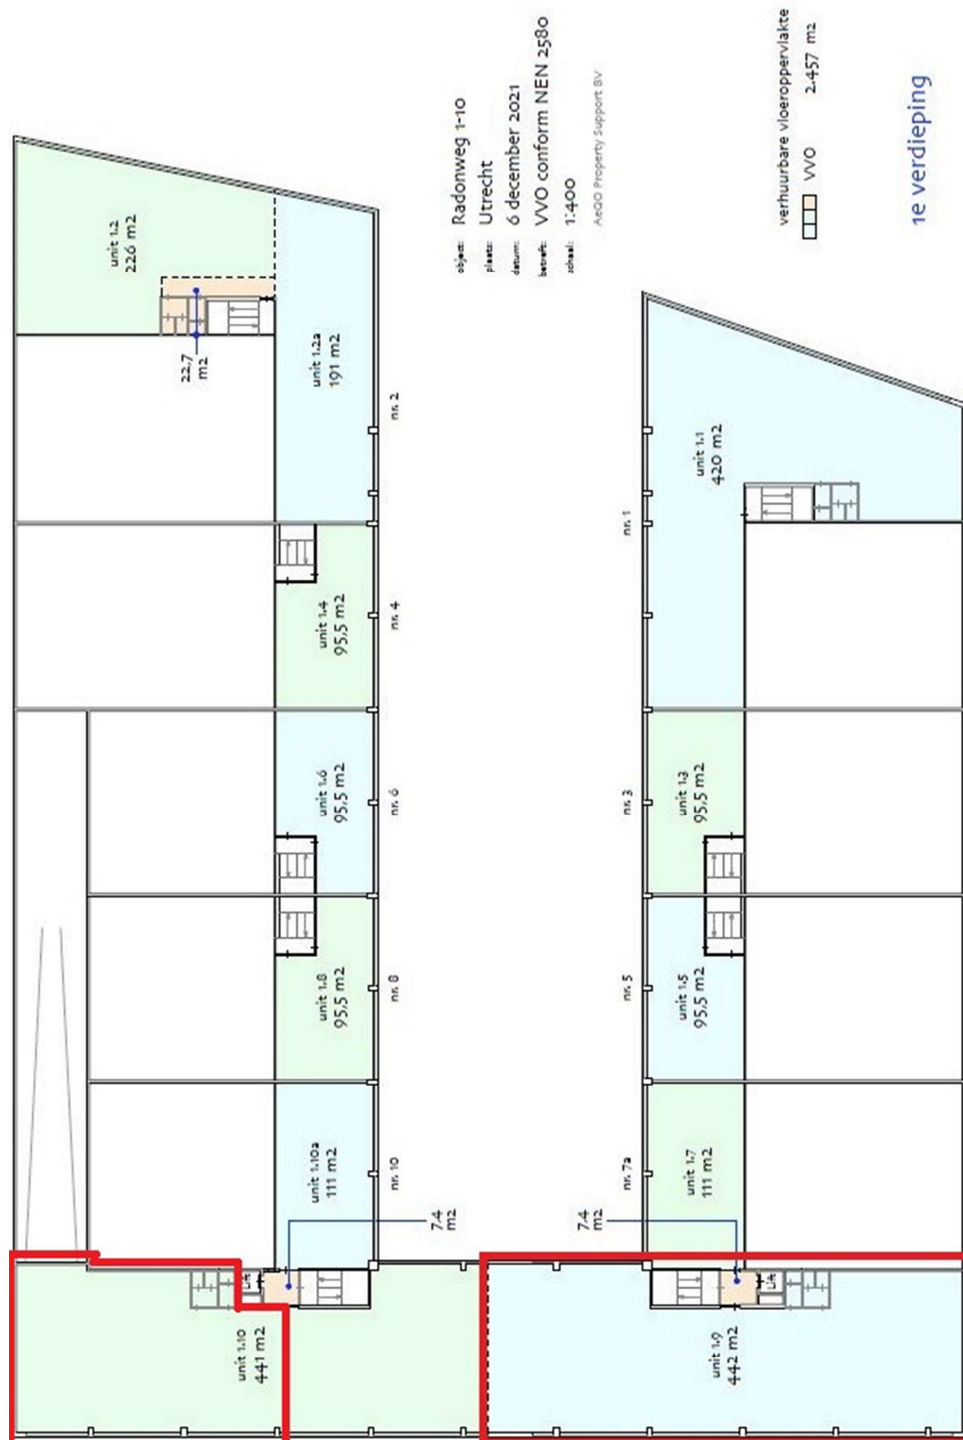 object: Radonweg 1-10
plaats: Utrecht
datum: 6 december 2021
betreft: VVO conform NEN 2580
schaal: 1:400
AeGO Property Support BV
verhuurbare vloeroppervlakte
VVO 2.457 m2
1e verdieping
unit 1.2
226 m2
22,7
m2
unit 1.2a
191 m2
nr. 2
unit 1.4
95,5 m2
nr. 4
unit 1.6
95,5 m2
nr. 6
unit 1.8
95,5 m2
nr. 8
unit 1.10a
111 m2
nr. 10
7,4
m2
Lift
unit 1.10
441 m2
unit 1.1
420 m2
nr. 1
unit 1.3
95,5 m2
nr. 3
unit 1.5
95,5 m2
nr. 5
unit 1.7
111 m2
nr. 7a
7,4
m2
Lift
unit 1.9
442 m2